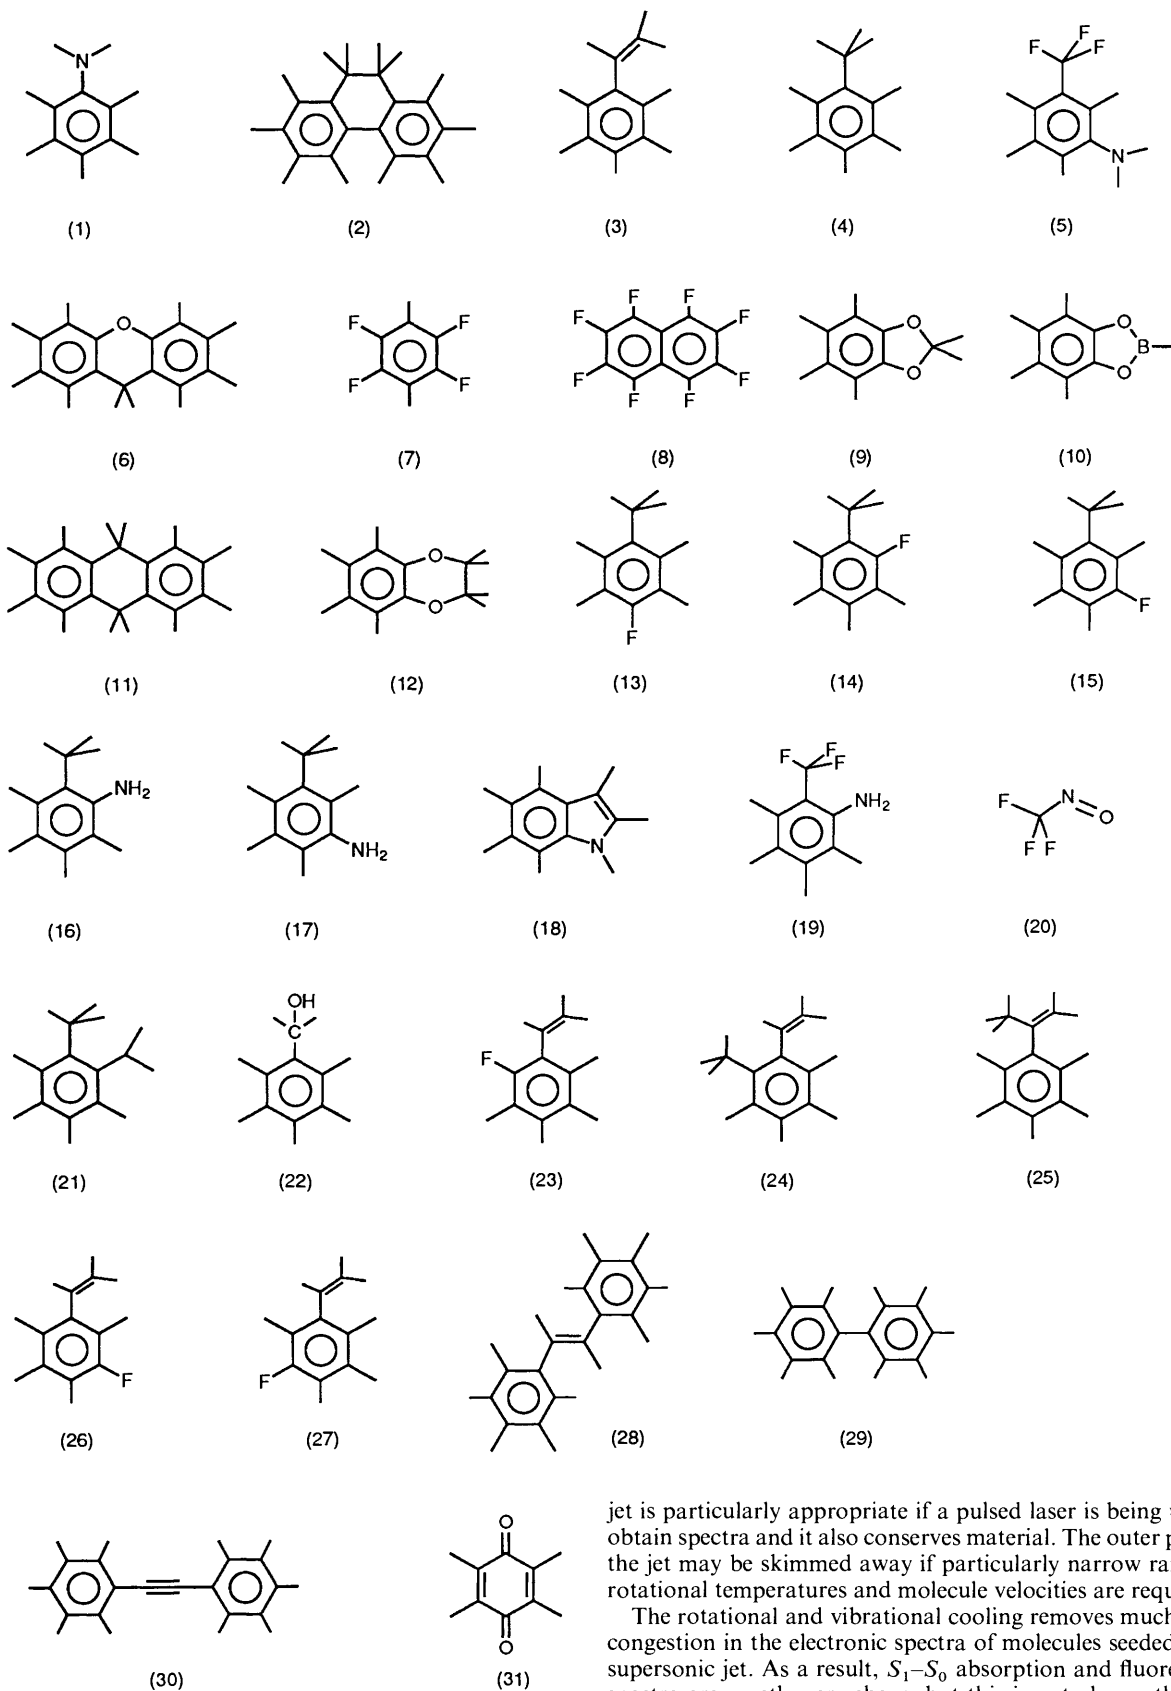 N
F F F
N
(1) (2) (3) (4) (5)
O
F F F F
F F F F F F F F
O O
O B O
(6) (7) (8) (9) (10)
O O
F
F
F
(11) (12) (13) (14) (15)
NH2
NH2
N
F F F NH2
F N O F F
(16) (17) (18) (19) (20)
OH
C
F
(21) (22) (23) (24) (25)
F
F
(26) (27) (28) (29)
O
O
(30) (31)
jet is particularly appropriate if a pulsed laser is being
obtain spectra and it also conserves material. The outer p
the jet may be skimmed away if particularly narrow ra
rotational temperatures and molecule velocities are requ
The rotational and vibrational cooling removes much
congestion in the electronic spectra of molecules seeded
supersonic jet. As a result, S1–S0 absorption and fluore